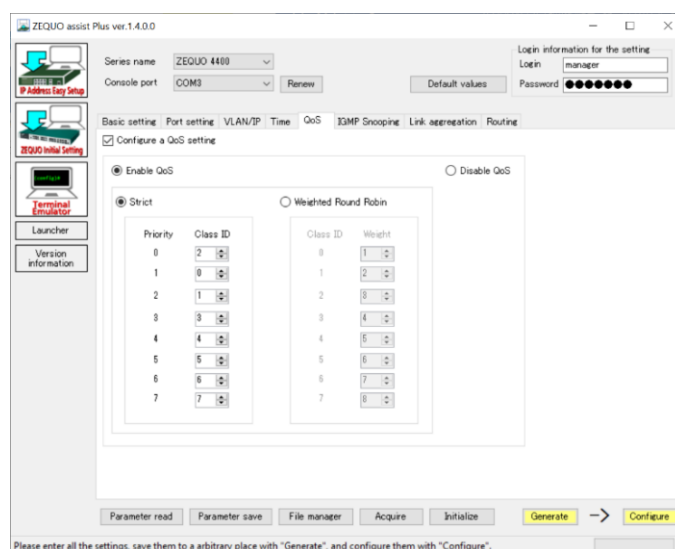 ZEQUO assist Plus ver.1.4.0.0
IP Address Easy Setup
ZEQUO Initial Setting
Terminal
Emulator
Launcher
Version
information
Series name ZEQUO 4400
Console port COM3 Renew Default values
Login information for the setting
Login manager
Password ●●●●●●●
Basic setting Port setting VLAN/IP Time QoS IGMP Snooping Link aggregation Routing
Configure a QoS setting
Enable QoS Disable QoS
Strict Weighted Round Robin
Priority Class ID Class ID Weight
0 2 0 1
1 0 1 2
2 1 2 3
3 3 3 4
4 4 4 5
5 5 5 6
6 6 6 7
7 7 7 8
Parameter read Parameter save File manager Acquire Initialize Generate -> Configure
Please enter all the settings, save them to a arbitrary place with "Generate", and configure them with "Configure".